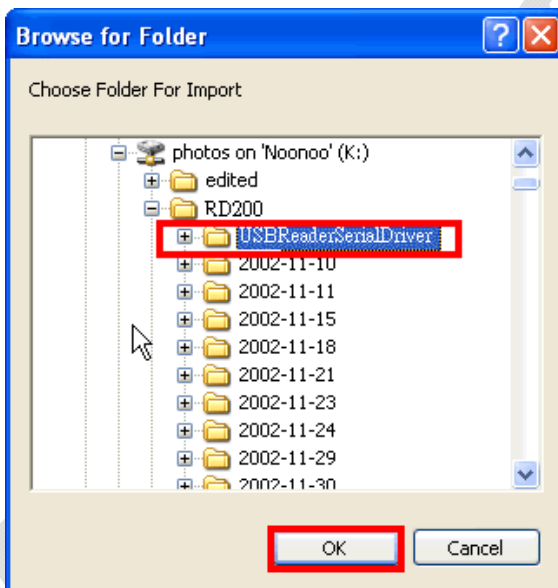 Browse for Folder
Choose Folder For Import
photos on 'Noonoo' (K:)
edited
RD200
USBReaderSerialDriver
2002-11-10
2002-11-11
2002-11-15
2002-11-18
2002-11-21
2002-11-23
2002-11-24
2002-11-29
2002-11-30
OK Cancel